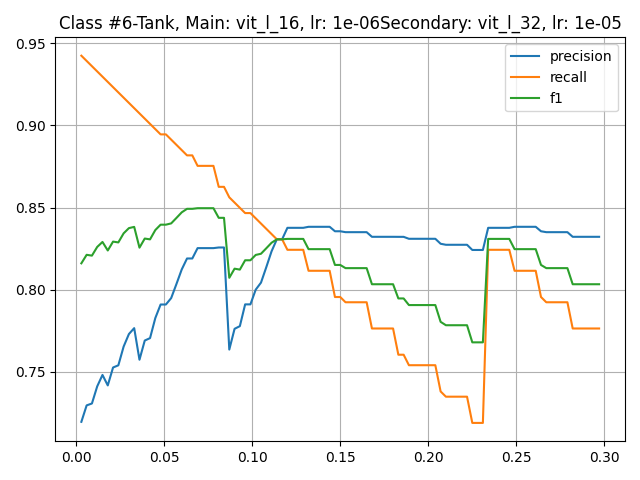 Class #6-Tank, Main: vit_l_16, lr: 1e-06Secondary: vit_l_32, lr: 1e-05
precision
recall
f1
0.95
0.90
0.85
0.80
0.75
0.00 0.05 0.10 0.15 0.20 0.25 0.30